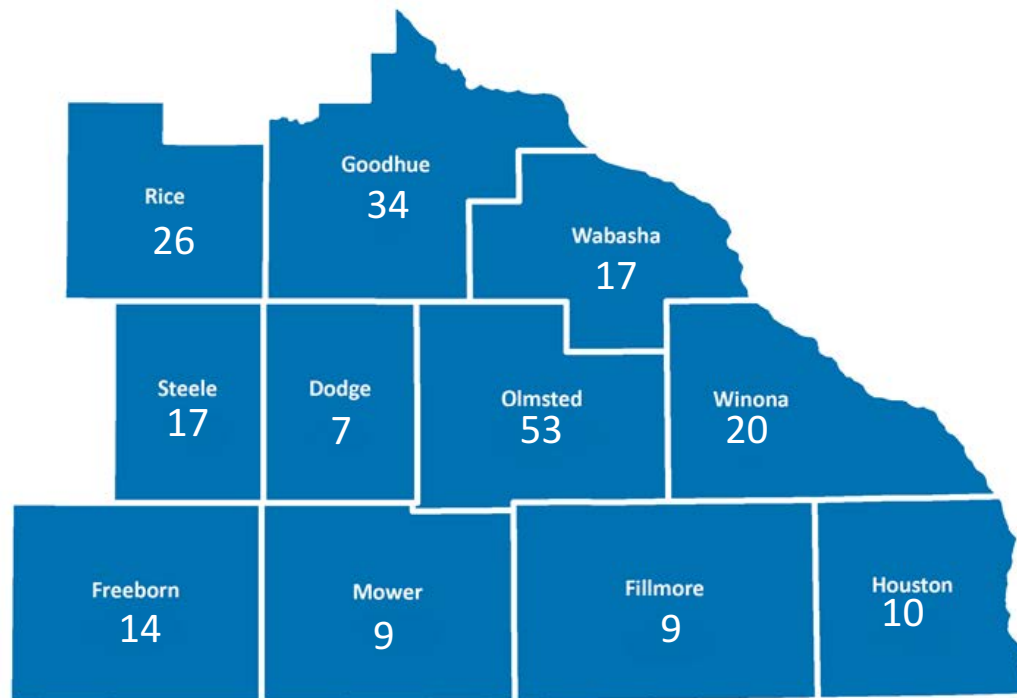 Goodhue
34
Rice
26
Wabasha
17
Steele
17
Dodge
7
Olmsted
53
Winona
20
Freeborn
14
Mower
9
Fillmore
9
Houston
10